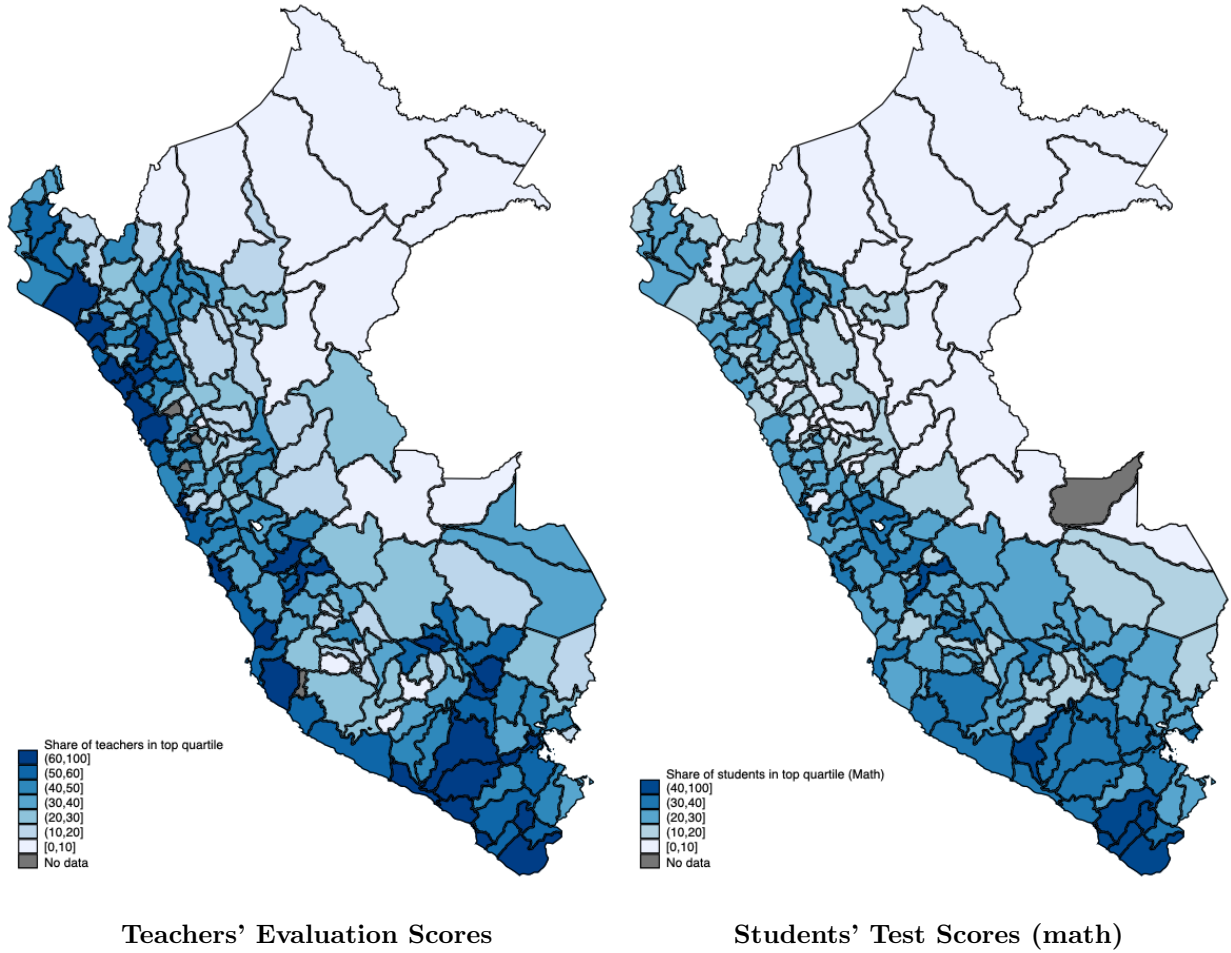 Share of teachers in top quartile
(60,100]
(50,60]
(40,50]
(30,40]
(20,30]
(10,20]
[0,10]
No data
Share of students in top quartile (Math)
(40,100]
(30,40]
(20,30]
(10,20]
[0,10]
No data
Teachers’ Evaluation Scores
Students’ Test Scores (math)